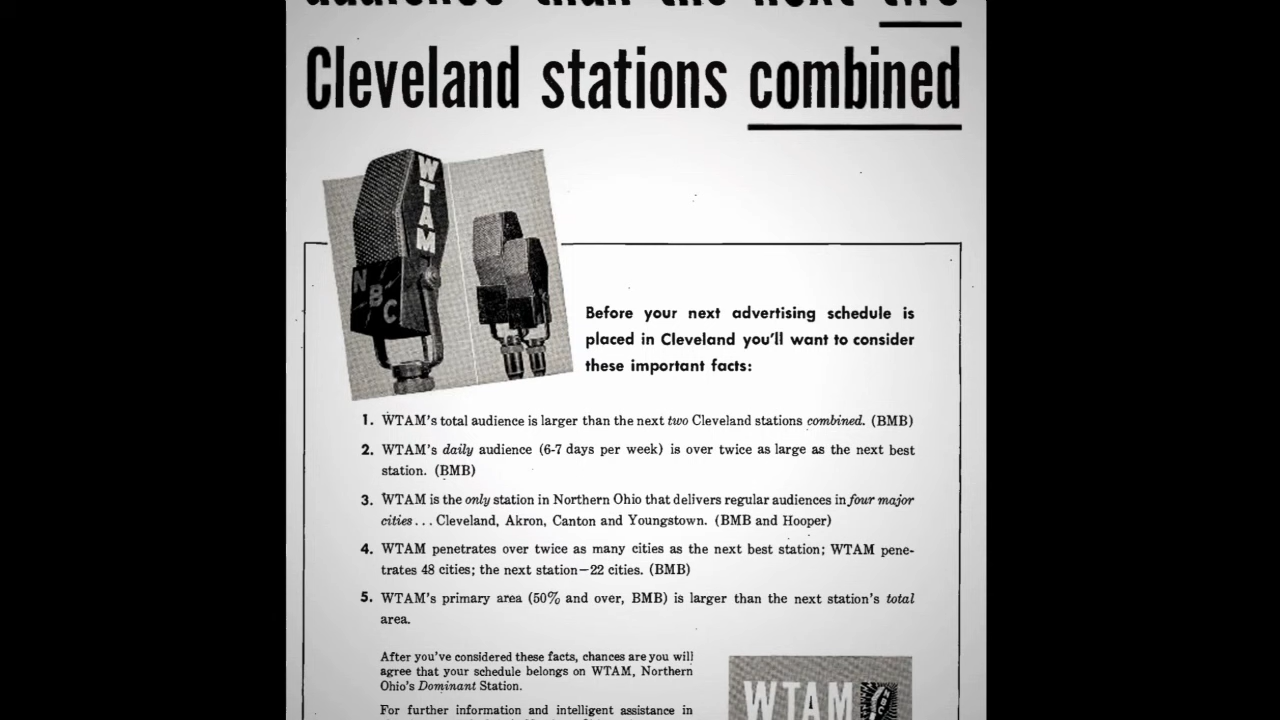 audience than the next two
Cleveland stations combined
WTAM
NBC
Before your next advertising schedule is
placed in Cleveland you'll want to consider
these important facts:
1. WTAM's total audience is larger than the next two Cleveland stations combined. (BMB)
2. WTAM's daily audience (6-7 days per week) is over twice as large as the next best
station. (BMB)
3. WTAM is the only station in Northern Ohio that delivers regular audiences in four major
cities... Cleveland, Akron, Canton and Youngstown. (BMB and Hooper)
4. WTAM penetrates over twice as many cities as the next best station; WTAM pene-
trates 48 cities; the next station—22 cities. (BMB)
5. WTAM's primary area (50% and over, BMB) is larger than the next station's total
area.
After you've considered these facts, chances are you will
agree that your schedule belongs on WTAM, Northern
Ohio's Dominant Station.
For further information and intelligent assistance in
WTAM NBC